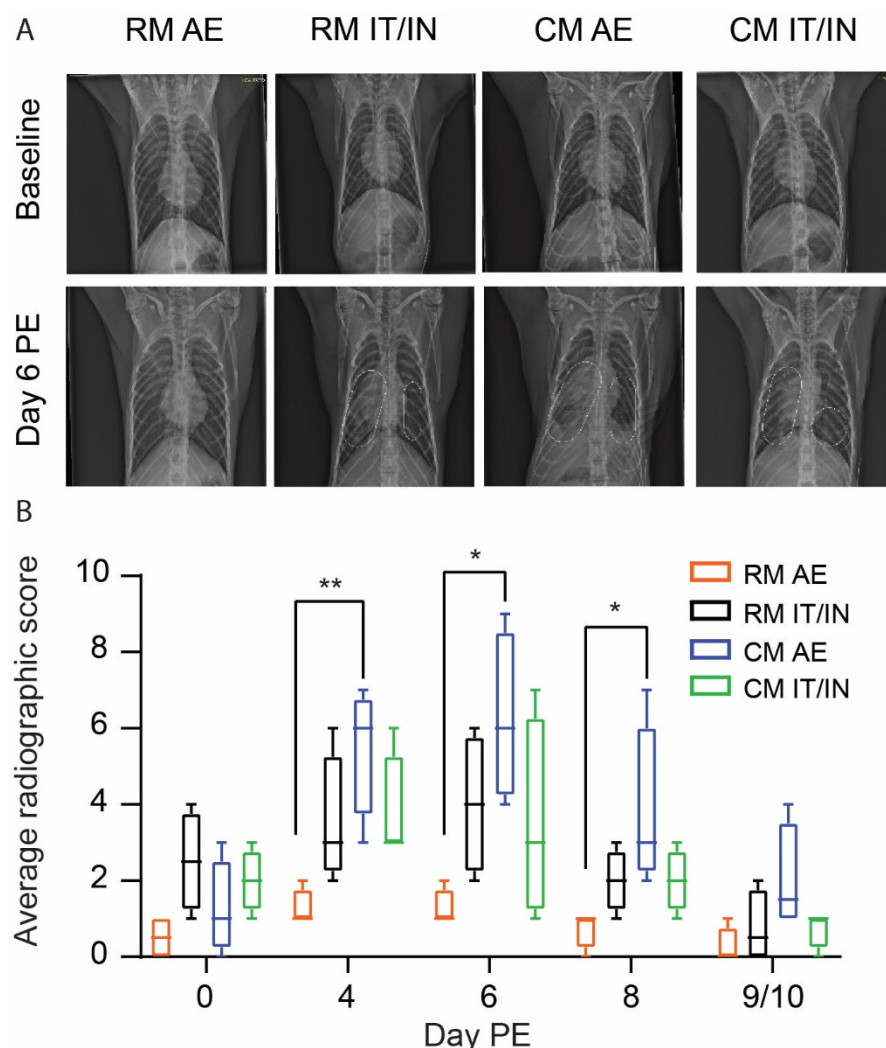 A
RM AE RM IT/IN CM AE CM IT/IN
Baseline
Day 6 PE
B
Average radiographic score
10
8
6
4
2
0
** * *
RM AE
RM IT/IN
CM AE
CM IT/IN
0 4 6 8 9/10
Day PE